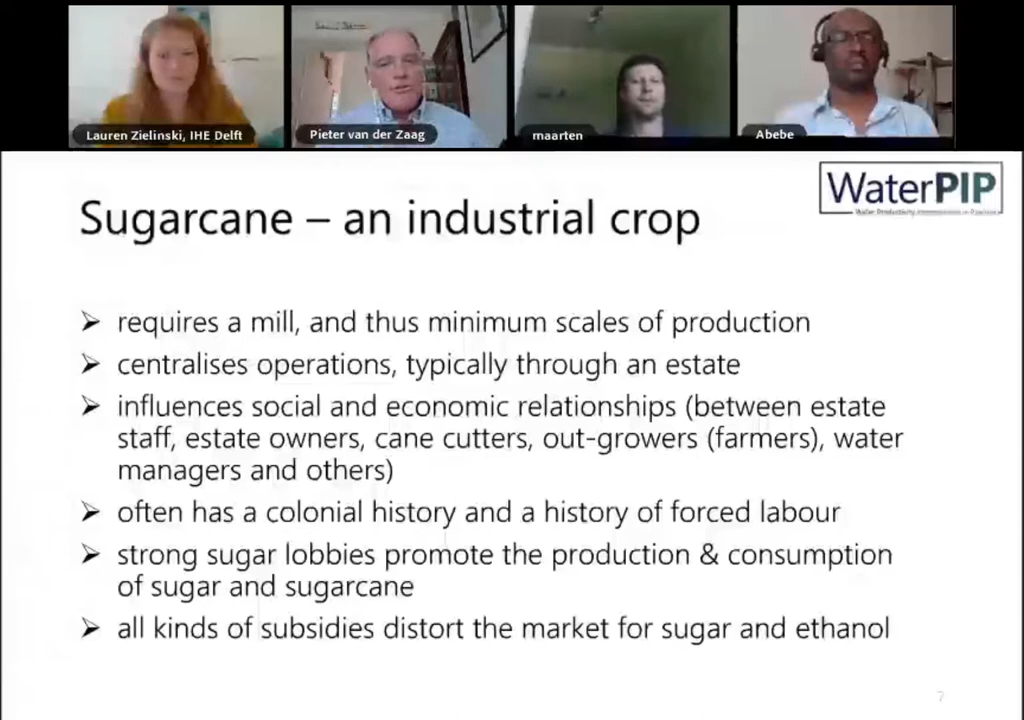 Lauren Zielinski, IHE Delft
Pieter van der Zaag
maarten
Abebe
WaterPIP
Sugarcane – an industrial crop
➢ requires a mill, and thus minimum scales of production
➢ centralises operations, typically through an estate
➢ influences social and economic relationships (between estate
staff, estate owners, cane cutters, out-growers (farmers), water
managers and others)
➢ often has a colonial history and a history of forced labour
➢ strong sugar lobbies promote the production & consumption
of sugar and sugarcane
➢ all kinds of subsidies distort the market for sugar and ethanol
7